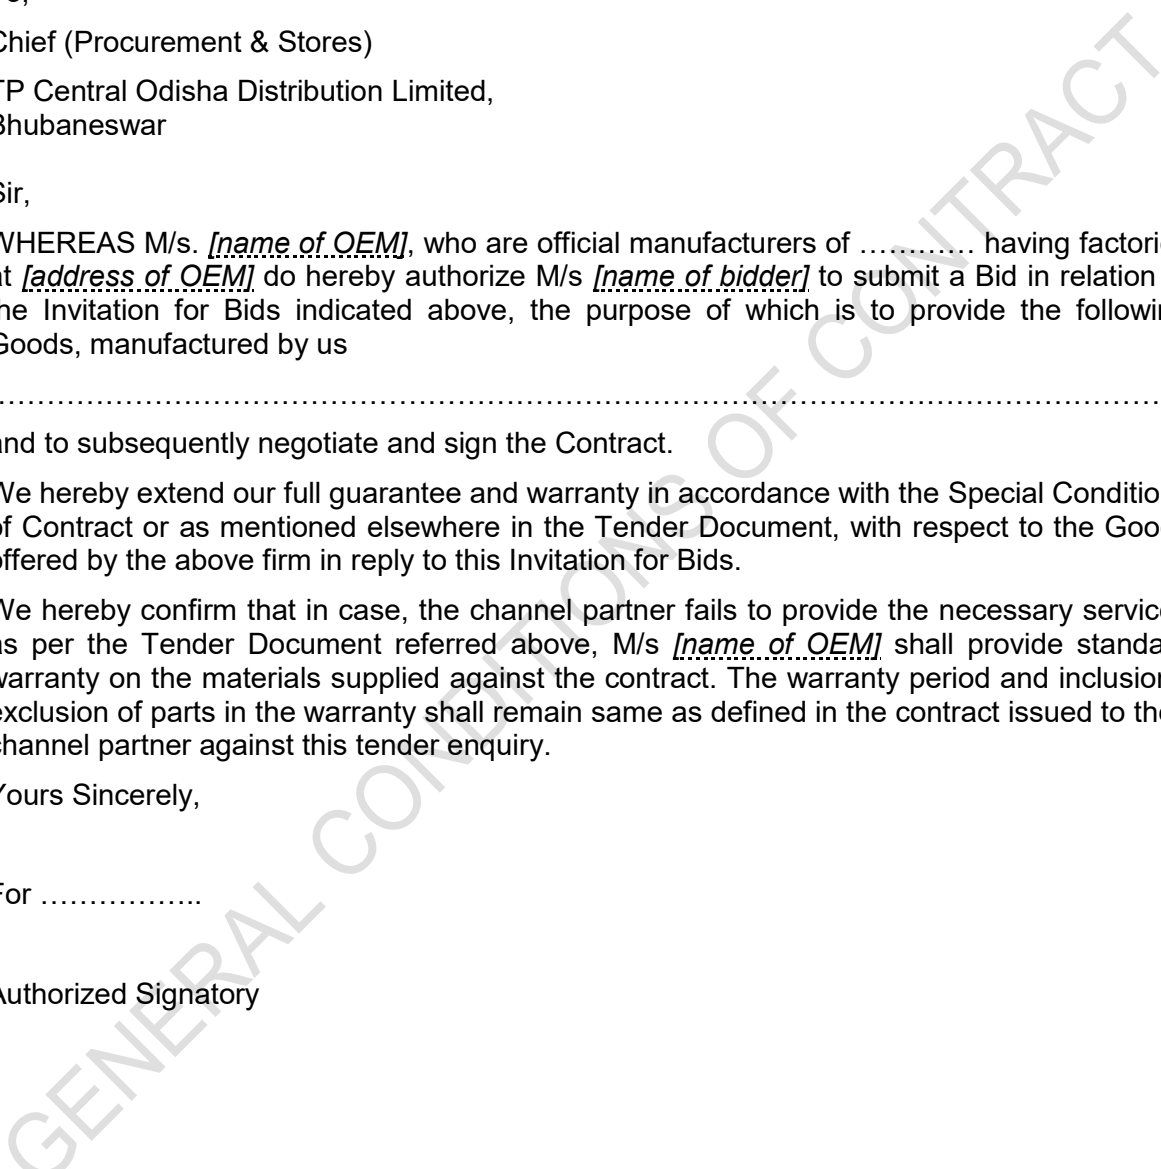 To,
Chief (Procurement & Stores)
TP Central Odisha Distribution Limited,
Bhubaneswar
Sir,
WHEREAS M/s. [name of OEM], who are official manufacturers of ………… having factori
at [address of OEM] do hereby authorize M/s [name of bidder] to submit a Bid in relation
the Invitation for Bids indicated above, the purpose of which is to provide the followin
Goods, manufactured by us
……………………………………………………………………………………………………………………
and to subsequently negotiate and sign the Contract.
We hereby extend our full guarantee and warranty in accordance with the Special Conditio
of Contract or as mentioned elsewhere in the Tender Document, with respect to the Goo
offered by the above firm in reply to this Invitation for Bids.
We hereby confirm that in case, the channel partner fails to provide the necessary service
as per the Tender Document referred above, M/s [name of OEM] shall provide standa
warranty on the materials supplied against the contract. The warranty period and inclusion
exclusion of parts in the warranty shall remain same as defined in the contract issued to the
channel partner against this tender enquiry.
Yours Sincerely,
For ……………..
Authorized Signatory
GENERAL CONDITIONS OF CONTRACT